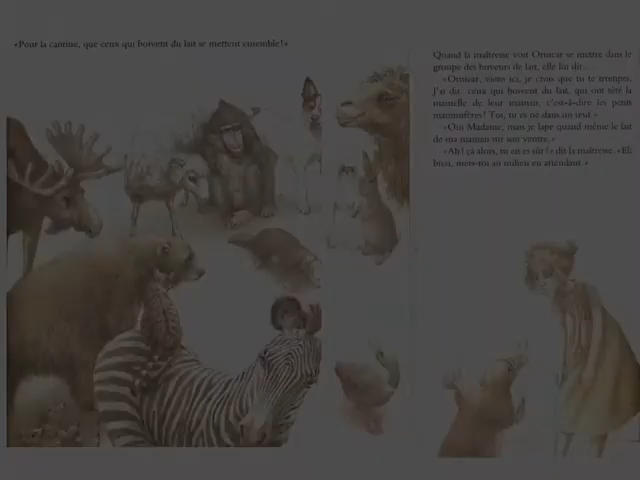 «Pour la cantine, que ceux qui boivent du lait se mettent ensemble!»
Quand la maîtresse voit Ornicar se mettre dans le
groupe des buveurs de lait, elle lui dit...
«Ornicar, viens ici, je crois que tu te trompes.
J'ai dit: ceux qui boivent du lait, qui ont tété la
mamelle de leur maman, c'est-à-dire les petits
mammifères! Toi, tu es né dans un œuf.»
«Oui Madame, mais je lape quand même le lait
de ma maman sur son ventre.»
«Ah! çà alors, tu en es sûr?» dit la maîtresse. «Eh
bien, mets-toi au milieu en attendant.»